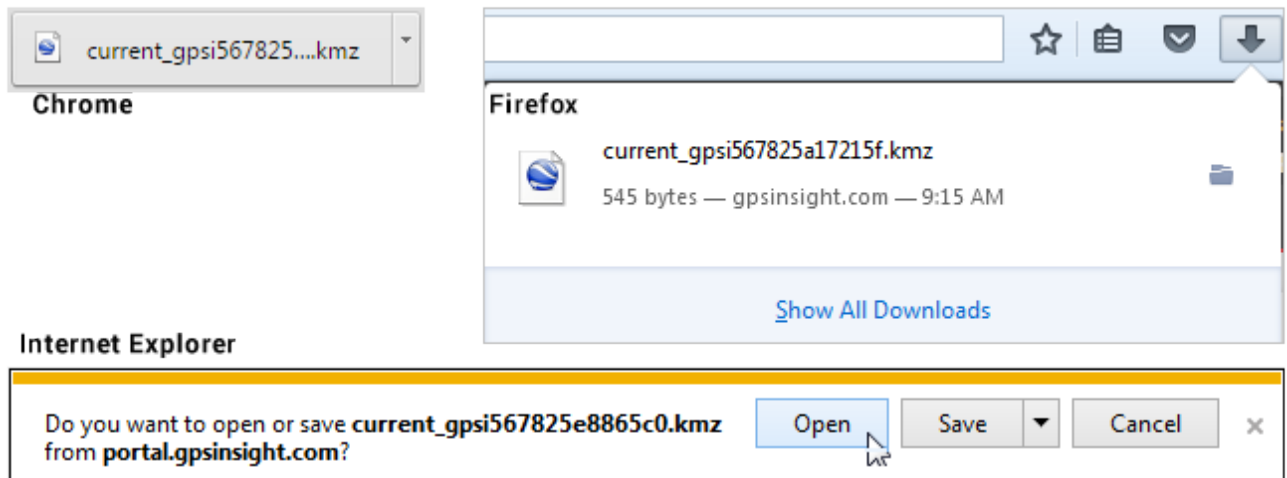 current_gpsi567825....kmz
Chrome
Firefox
current_gpsi567825a17215f.kmz
545 bytes — gpsinsight.com — 9:15 AM
Show All Downloads
Internet Explorer
Do you want to open or save current_gpsi567825e8865c0.kmz
from portal.gpsinsight.com?
Open
Save
Cancel